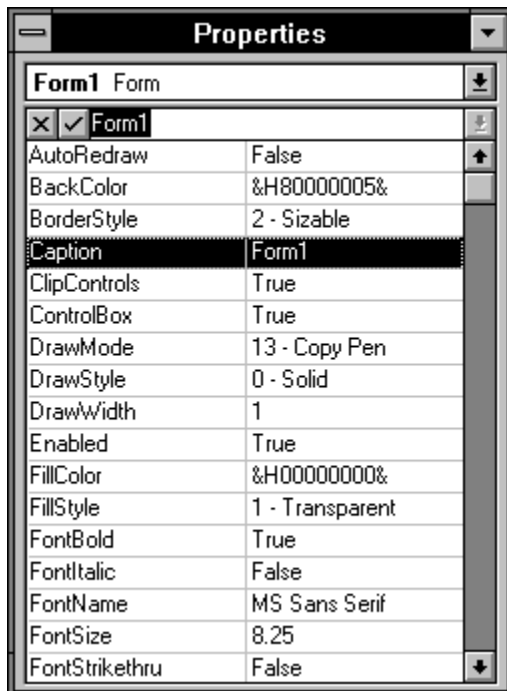 Properties
Form1 Form
Form1
AutoRedraw False
BackColor &H80000005&
BorderStyle 2 - Sizable
Caption Form1
ClipControls True
ControlBox True
DrawMode 13 - Copy Pen
DrawStyle 0 - Solid
DrawWidth 1
Enabled True
FillColor &H00000000&
FillStyle 1 - Transparent
FontBold True
FontItalic False
FontName MS Sans Serif
FontSize 8.25
FontStrikethru False